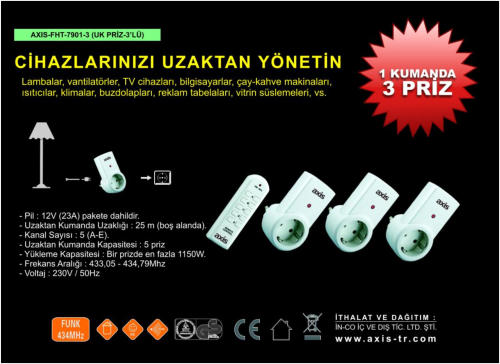 AXIS-FHT-7901-3 (UK PRİZ-3'LÜ)
CİHAZLARINIZI UZAKTAN YÖNETİN
Lambalar, vantilatörler, TV cihazları, bilgisayarlar, çay-kahve makinaları,
ısıtıcılar, klimalar, buzdolapları, reklam tabelaları, vitrin süslemeleri, vs.
1 KUMANDA
3 PRİZ
axis
axis
axis
axis
- Pil : 12V (23A) pakete dahildir.
- Uzaktan Kumanda Uzaklığı : 25 m (boş alanda).
- Kanal Sayısı : 5 (A-E).
- Uzaktan Kumanda Kapasitesi : 5 priz
- Yükleme Kapasitesi : Bir prizde en fazla 1150W.
- Frekans Aralığı : 433,05 - 434,79Mhz
- Voltaj : 230V / 50Hz
FUNK
434MHz
CE
İTHALAT VE DAĞITIM :
İN-CO İÇ VE DIŞ TİC. LTD. ŞTİ.
www.axis-tr.com